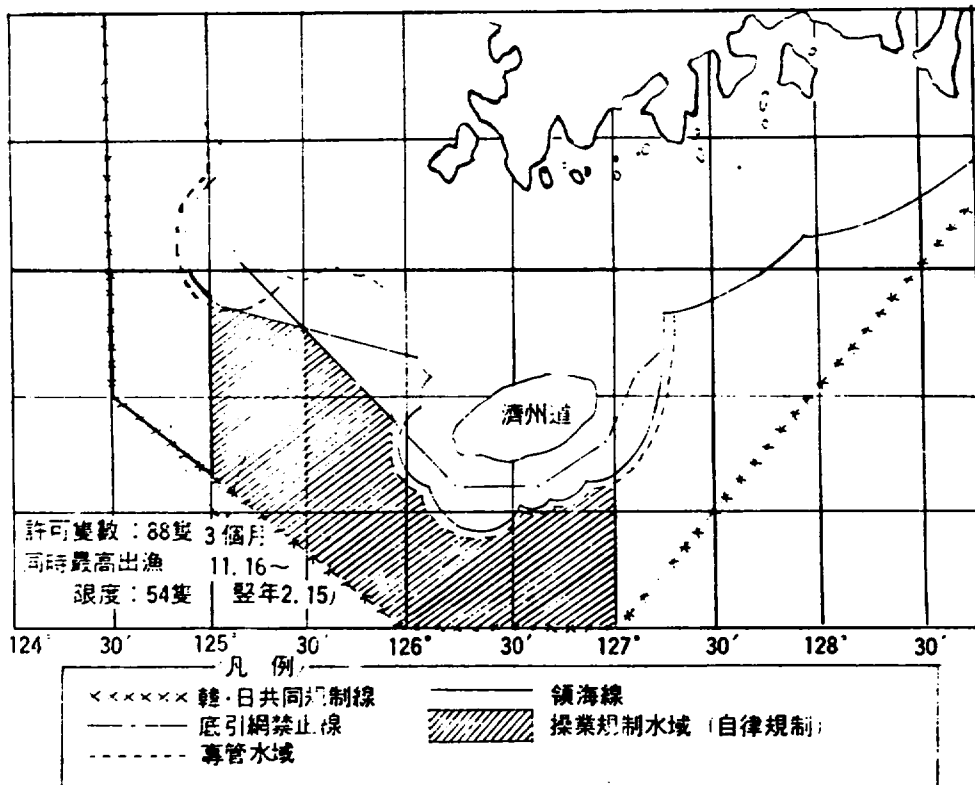 濟州道
許可隻數：88隻 3個月
同時最高出漁 11.16～
限度：54隻 翌年2.15)
124° 30′ 125° 30′ 126° 30′ 127° 30′ 128° 30′
凡例
韓·日共同規制線
領海線
底引網禁止線
操業規制水域 (自律規制)
專管水域